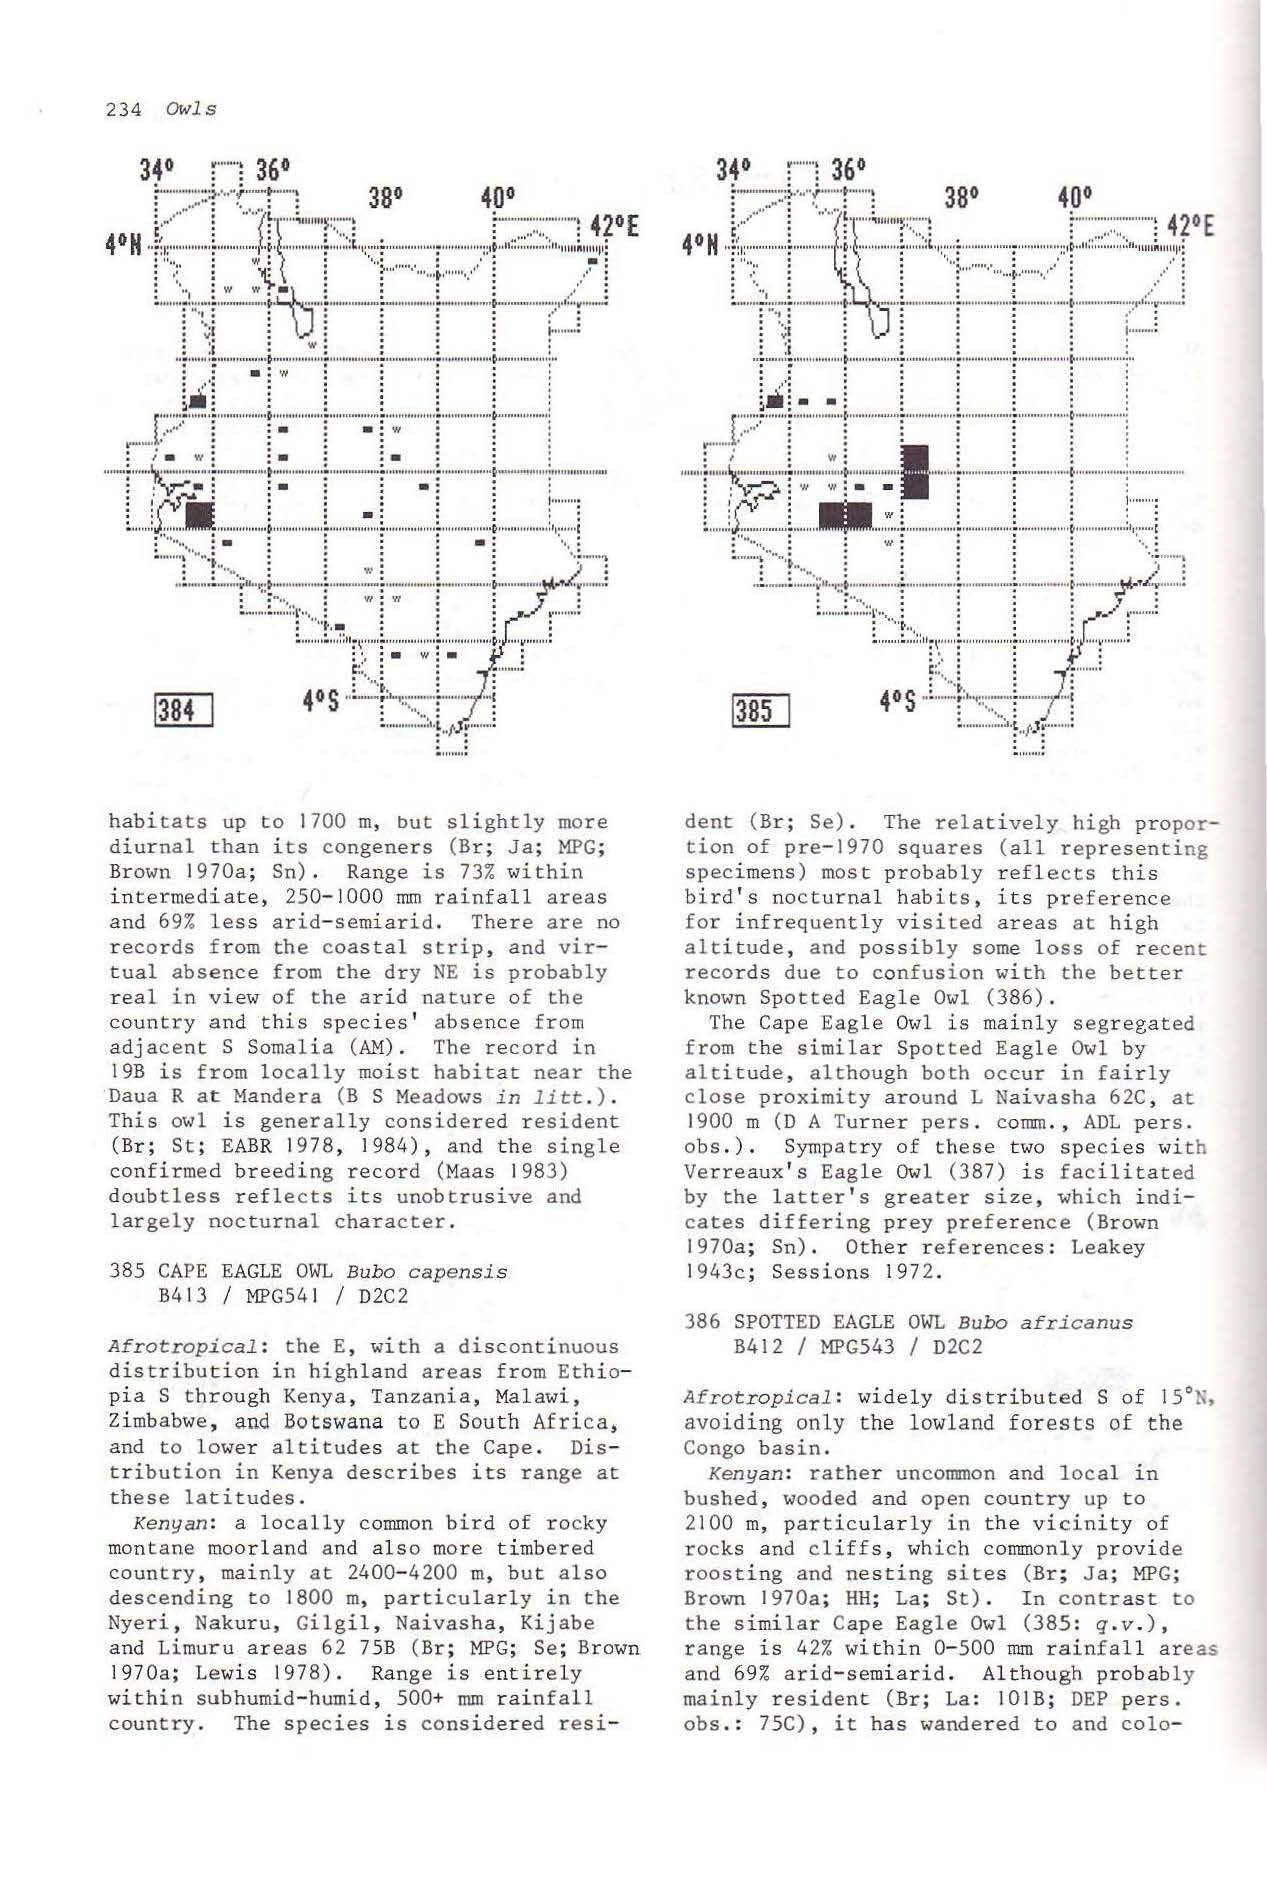 234 Owls
34° 36°
38° 40°
42°E
4°N
4°S
384
34° 36°
38° 40°
42°E
4°N
4°S
385
habitats up to 1700 m, but slightly more
diurnal than its congeners (Br; Ja; MPG;
Brown 1970a; Sn). Range is 73% within
intermediate, 250-1000 mm rainfall areas
and 69% less arid-semiarid. There are no
records from the coastal strip, and vir-
tual absence from the dry NE is probably
real in view of the arid nature of the
country and this species' absence from
adjacent S Somalia (AM). The record in
19B is from locally moist habitat near the
Daua R at Mandera (B S Meadows in litt.).
This owl is generally considered resident
(Br; St; EABR 1978, 1984), and the single
confirmed breeding record (Maas 1983)
doubtless reflects its unobtrusive and
largely nocturnal character.
385 CAPE EAGLE OWL Bubo capensis
B413 / MPG541 / D2C2
Afrotropical: the E, with a discontinuous
distribution in highland areas from Ethio-
pia S through Kenya, Tanzania, Malawi,
Zimbabwe, and Botswana to E South Africa,
and to lower altitudes at the Cape. Dis-
tribution in Kenya describes its range at
these latitudes.
Kenyan: a locally common bird of rocky
montane moorland and also more timbered
country, mainly at 2400-4200 m, but also
descending to 1800 m, particularly in the
Nyeri, Nakuru, Gilgil, Naivasha, Kijabe
and Limuru areas 62 75B (Br; MPG; Se; Brown
1970a; Lewis 1978). Range is entirely
within subhumid-humid, 500+ mm rainfall
country. The species is considered resi-
dent (Br; Se). The relatively high propor-
tion of pre-1970 squares (all representing
specimens) most probably reflects this
bird's nocturnal habits, its preference
for infrequently visited areas at high
altitude, and possibly some loss of recent
records due to confusion with the better
known Spotted Eagle Owl (386).
The Cape Eagle Owl is mainly segregated
from the similar Spotted Eagle Owl by
altitude, although both occur in fairly
close proximity around L Naivasha 62C, at
1900 m (D A Turner pers. comm., ADL pers.
obs.). Sympatry of these two species with
Verreaux's Eagle Owl (387) is facilitated
by the latter's greater size, which indi-
cates differing prey preference (Brown
1970a; Sn). Other references: Leakey
1943c; Sessions 1972.
386 SPOTTED EAGLE OWL Bubo africanus
B412 / MPG543 / D2C2
Afrotropical: widely distributed S of 15°N,
avoiding only the lowland forests of the
Congo basin.
Kenyan: rather uncommon and local in
bushed, wooded and open country up to
2100 m, particularly in the vicinity of
rocks and cliffs, which commonly provide
roosting and nesting sites (Br; Ja; MPG;
Brown 1970a; HH; La; St). In contrast to
the similar Cape Eagle Owl (385: q.v.),
range is 42% within 0-500 mm rainfall areas
and 69% arid-semiarid. Although probably
mainly resident (Br; La: 101B; DEP pers.
obs.: 75C), it has wandered to and colo-